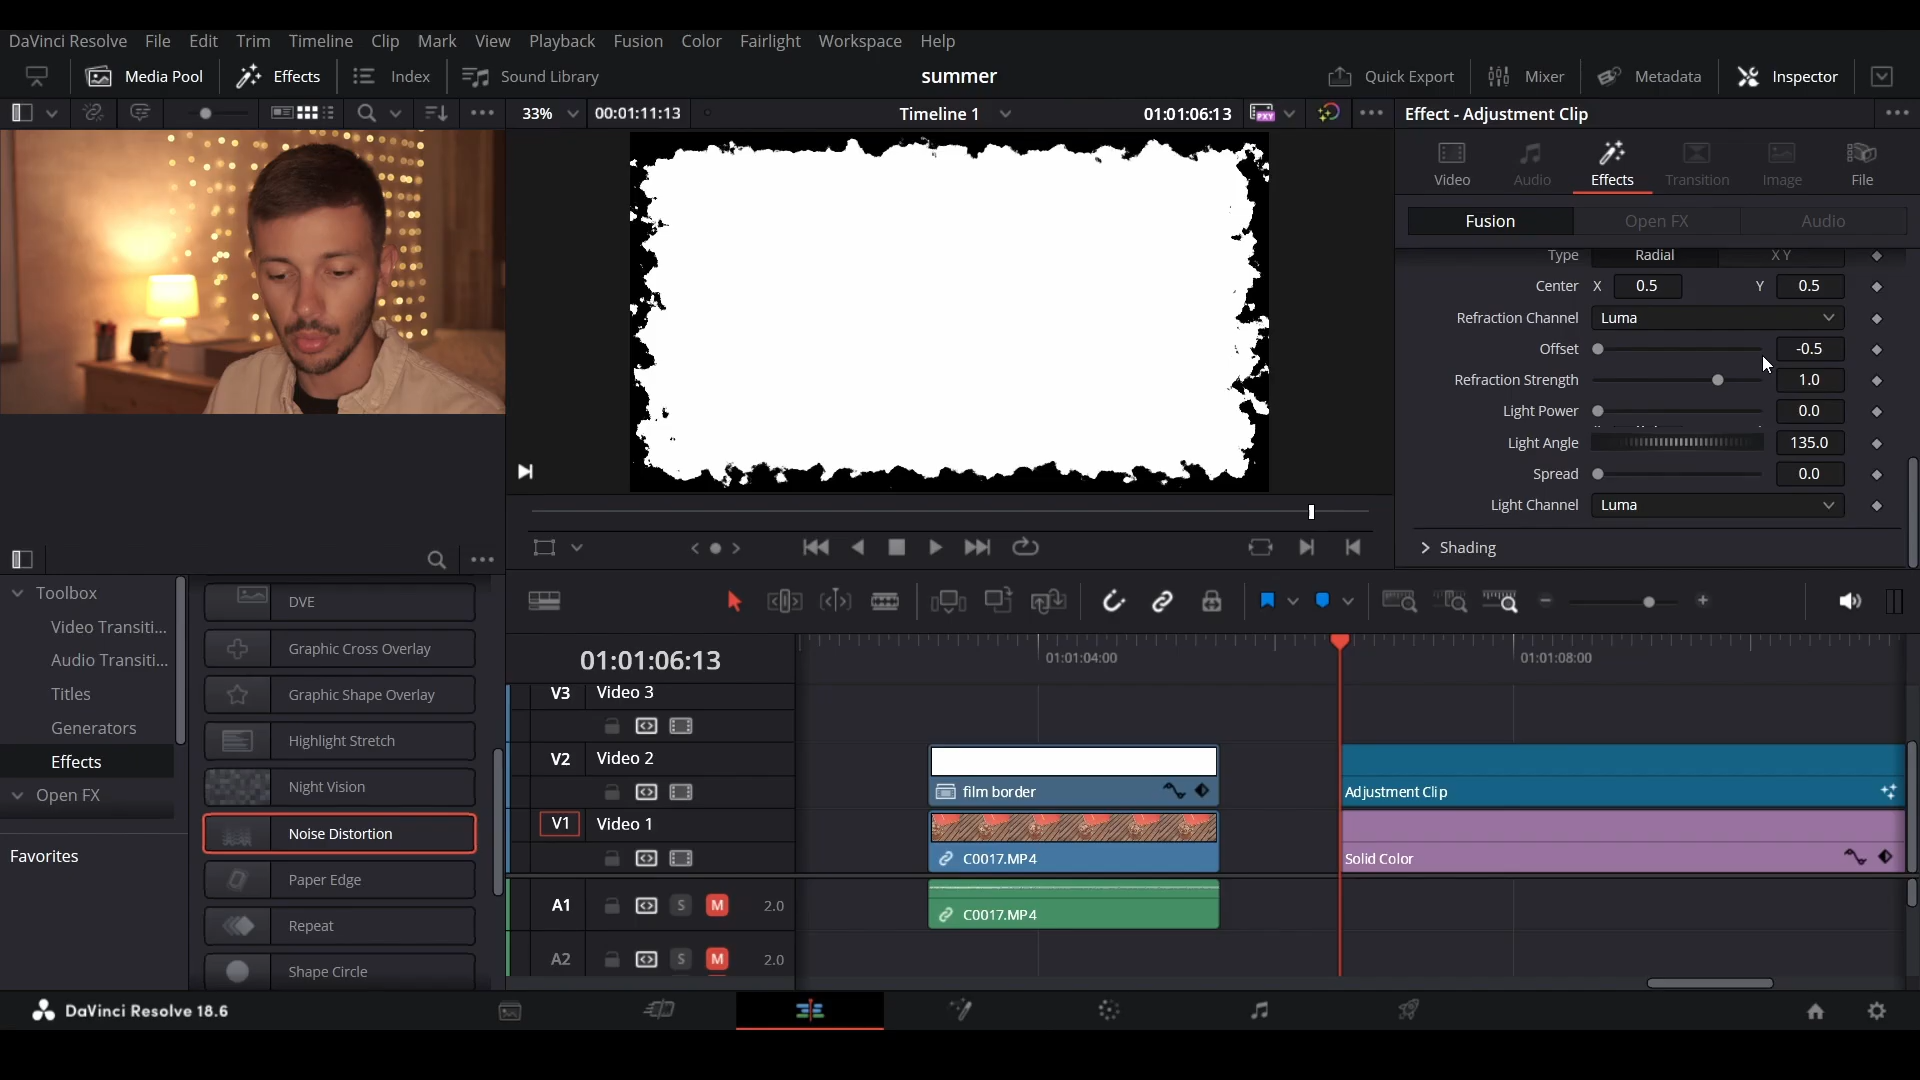 DaVinci Resolve File Edit Trim Timeline Clip Mark View Playback Fusion Color Fairlight Workspace Help
Media Pool Effects Index Sound Library summer Quick Export Mixer Metadata Inspector
33% 00:01:11:13 Timeline 1 01:01:06:13 PXY Effect - Adjustment Clip
Video Audio Effects Transition Image File
Fusion Open FX Audio
Type Radial X Y
Center X 0.5 Y 0.5
Refraction Channel Luma
Offset -0.5
Refraction Strength 1.0
Light Power 0.0
Light Angle 135.0
Spread 0.0
Light Channel Luma
Shading
Toolbox
Video Transiti...
Audio Transiti...
Titles
Generators
Effects
Open FX
Favorites
DVE
Graphic Cross Overlay
Graphic Shape Overlay
Highlight Stretch
Night Vision
Noise Distortion
Paper Edge
Repeat
Shape Circle
01:01:06:13 01:01:04:00 01:01:08:00
V3 Video 3
V2 Video 2
film border Adjustment Clip
V1 Video 1
C0017.MP4 Solid Color
A1 S M 2.0 C0017.MP4
A2 S M 2.0
DaVinci Resolve 18.6